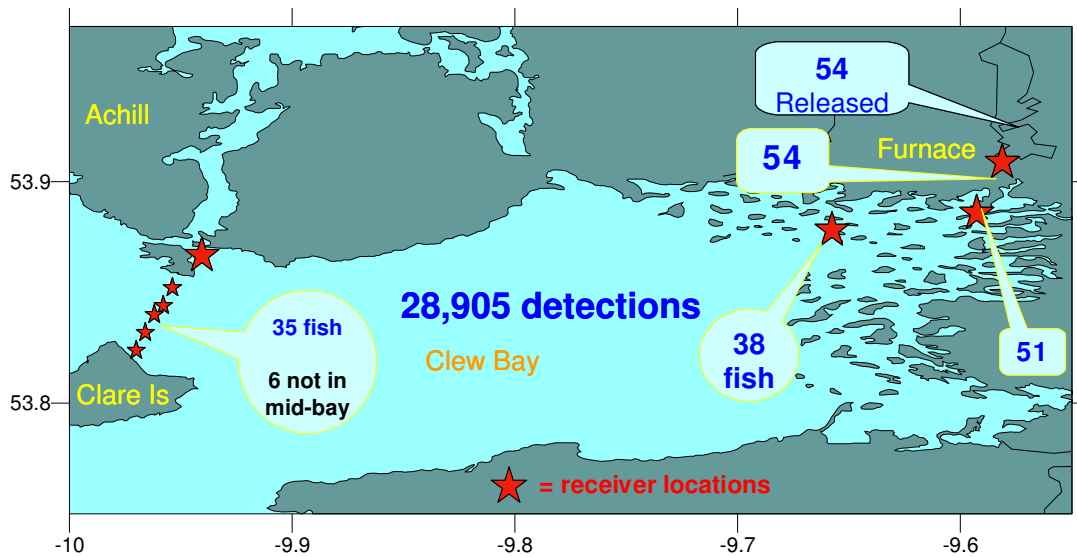 54
Released
Achill
Furnace
54
53.9
28,905 detections
35 fish
6 not in
mid-bay
38
fish
51
Clew Bay
Clare Is
53.8
= receiver locations
-10
-9.9
-9.8
-9.7
-9.6